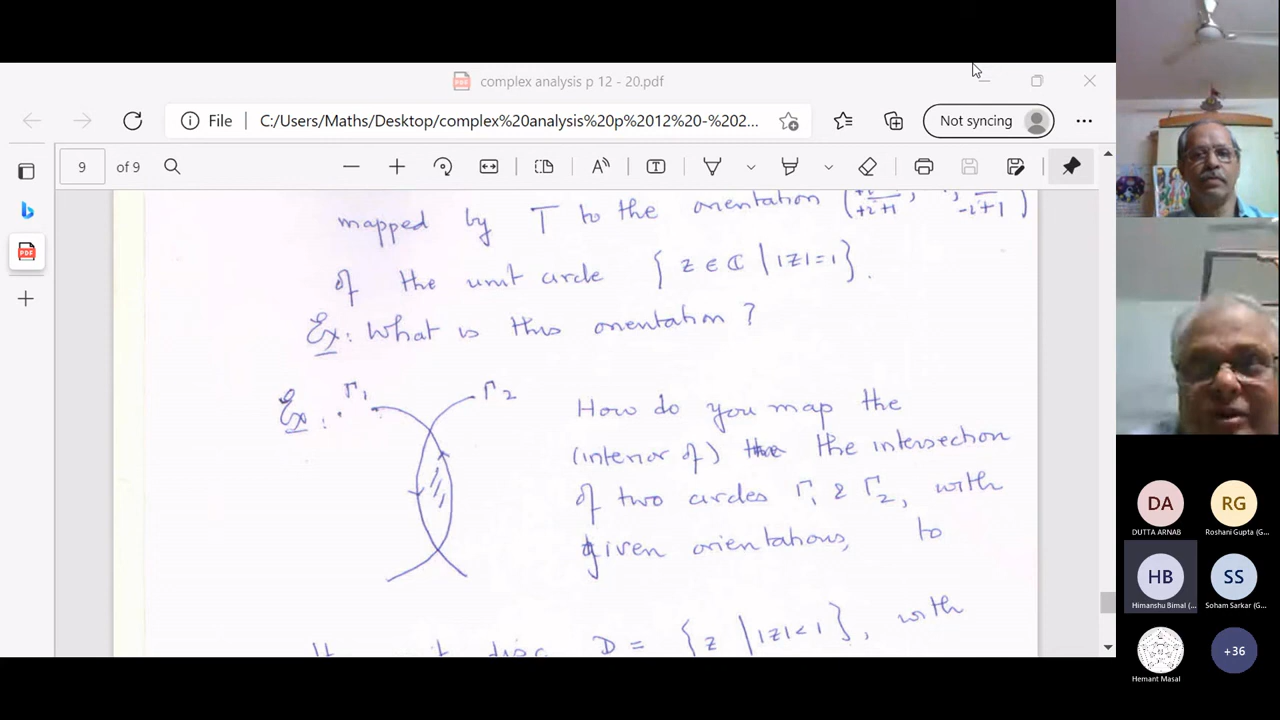 complex analysis p 12 - 20.pdf
File C:/Users/Maths/Desktop/complex%20analysis%20p%2012%20-%202... Not syncing
9 of 9
mapped by T to the orientation
+i+1 -i+1
of the unit circle { z ∈ ℂ | |z|=1 }.
Ex: What is this orientation ?
Ex: Γ1 Γ2
How do you map the
(interior of) the the intersection
of two circles Γ1 & Γ2, with
given orientations, to
D = { z | |z|<1 }, with
DA
DUTTA ARNAB
RG
Roshani Gupta (G...
HB
Himanshu Bimal (...
SS
Soham Sarkar (G...
Hemant Masal
+36